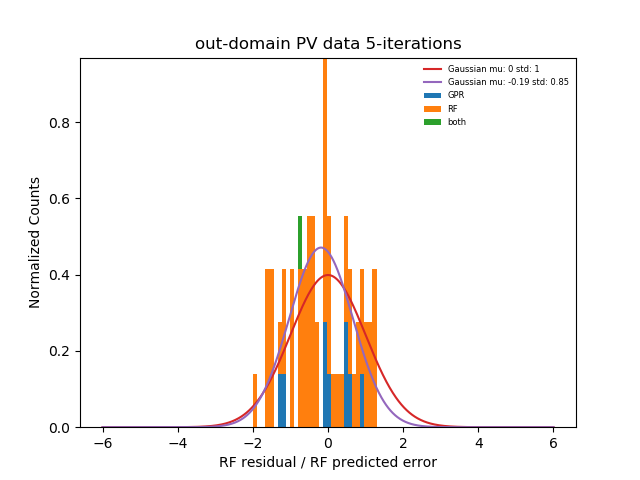 out-domain PV data 5-iterations
Gaussian mu: 0 std: 1
Gaussian mu: -0.19 std: 0.85
GPR
RF
both
Normalized Counts
0.8
0.6
0.4
0.2
0.0
−6 −4 −2 0 2 4 6
RF residual / RF predicted error